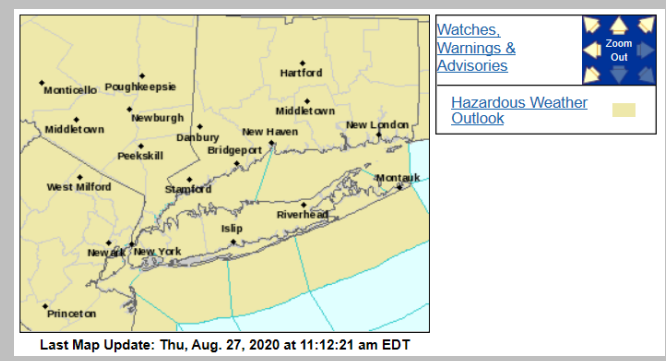 Watches,
Warnings &
Advisories
Zoom
Out
Hazardous Weather
Outlook
Hartford
Monticello
Poughkeepsie
Middletown
Newburgh
Middletown
New London
Danbury
New Haven
Bridgeport
Peekskill
West Milford
Stamford
Montauk
Riverhead
Islip
Newark
New York
Princeton
Last Map Update: Thu, Aug. 27, 2020 at 11:12:21 am EDT